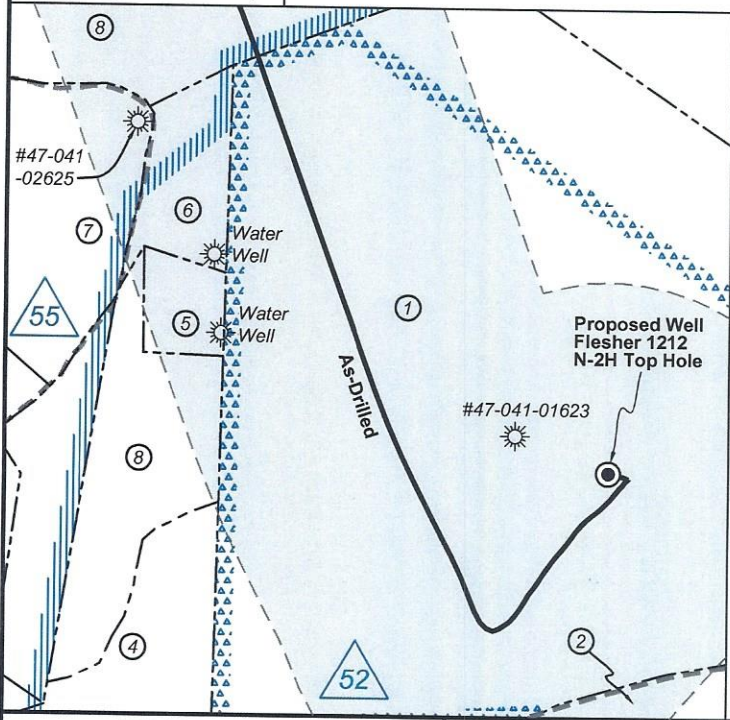 8
#47-041
-02625
7
6
Water
Well
55
5
Water
Well
1
Proposed Well
Flesher 1212
N-2H Top Hole
As-Drilled
#47-041-01623
8
4
52
2